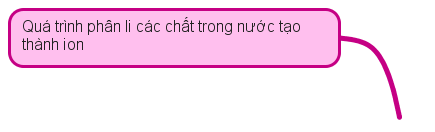 Quá trình phân li các chất trong nước tạo
thành ion